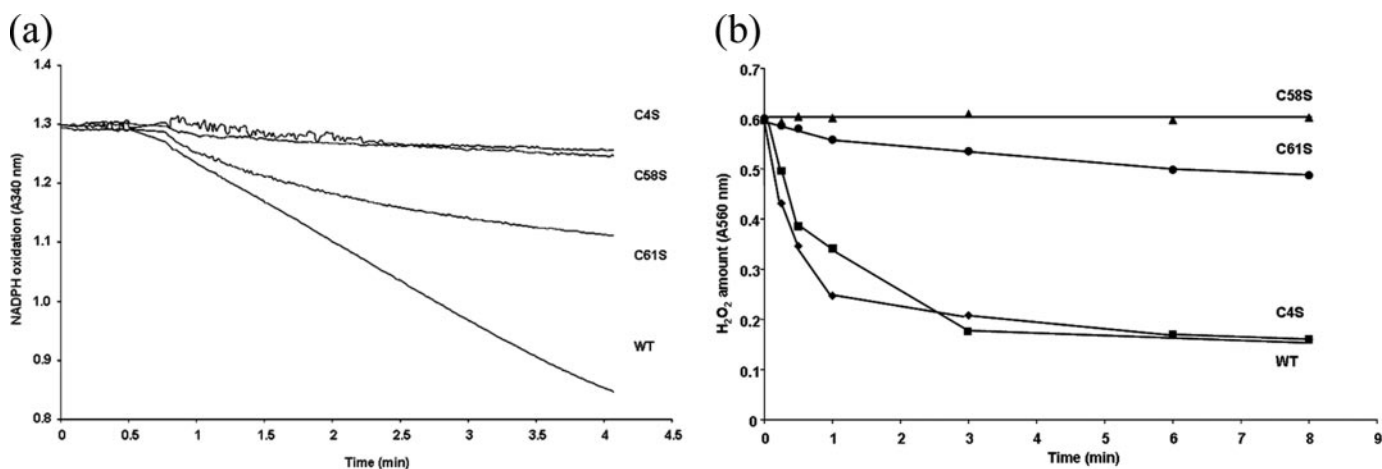 (a)
1.4
1.3
1.2
1.1
1.0
0.9
0.8
NADPH oxidation (A340 nm)
C4S
C58S
C61S
WT
0 0.5 1 1.5 2 2.5 3 3.5 4 4.5
Time (min)
(b)
0.7
0.6
0.5
0.4
0.3
0.2
0.1
0
H₂O₂ amount (A560 nm)
C58S
C61S
C4S
WT
0 1 2 3 4 5 6 7 8 9
Time (min)